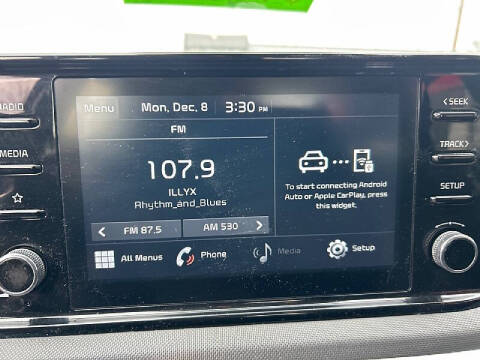 Menu Mon, Dec. 8 3:30 PM
RADIO
MEDIA
SEEK
TRACK
SETUP
FM
107.9
ILLYX
Rhythm_and_Blues
FM 87.5 AM 530
To start connecting Android
Auto or Apple CarPlay, press
this widget.
All Menus Phone Media Setup